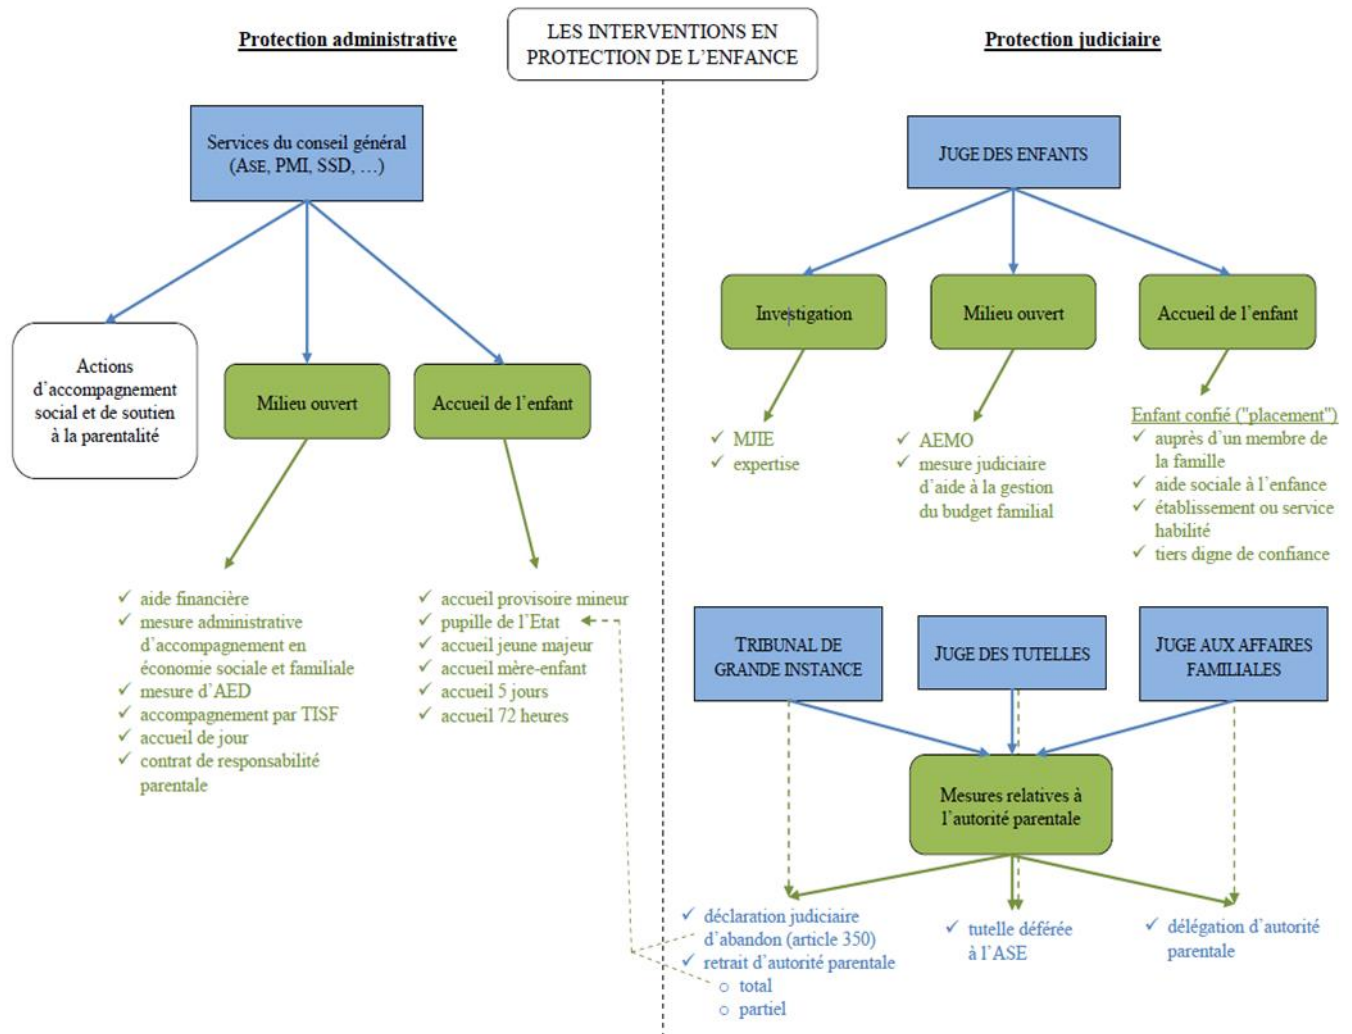 LES INTERVENTIONS EN
PROTECTION DE L’ENFANCE
Protection administrative
Services du conseil général
(ASE, PMI, SSD, …)
Actions
d’accompagnement
social et de soutien
à la parentalité
Milieu ouvert
Accueil de l’enfant
✓ aide financière
✓ mesure administrative
d’accompagnement en
économie sociale et familiale
✓ mesure d’AED
✓ accompagnement par TISF
✓ accueil de jour
✓ contrat de responsabilité
parentale
✓ accueil provisoire mineur
✓ pupille de l’Etat
✓ accueil jeune majeur
✓ accueil mère-enfant
✓ accueil 5 jours
✓ accueil 72 heures
Protection judiciaire
JUGE DES ENFANTS
Investigation
Milieu ouvert
Accueil de l’enfant
✓ MJIE
✓ expertise
✓ AEMO
✓ mesure judiciaire
d’aide à la gestion
du budget familial
Enfant confié ("placement")
✓ auprès d’un membre de
la famille
✓ aide sociale à l’enfance
✓ établissement ou service
habilité
✓ tiers digne de confiance
TRIBUNAL DE
GRANDE INSTANCE
JUGE DES TUTELLES
JUGE AUX AFFAIRES
FAMILIALES
Mesures relatives à
l’autorité parentale
✓ déclaration judiciaire
d’abandon (article 350)
✓ retrait d’autorité parentale
o total
o partiel
✓ tutelle déférée
à l’ASE
✓ délégation d’autorité
parentale